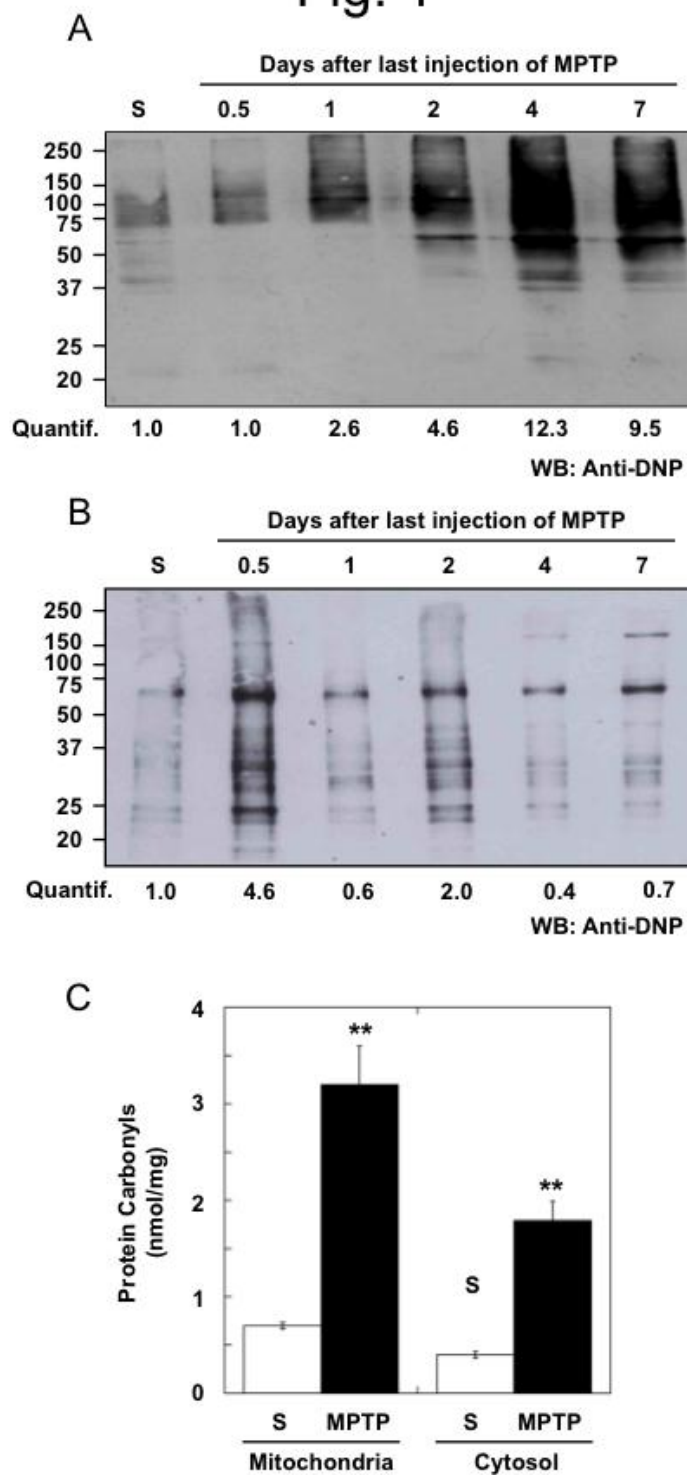 Fig. 1
A
Days after last injection of MPTP
S 0.5 1 2 4 7
250
150
100
75
50
37
25
20
Quantif. 1.0 1.0 2.6 4.6 12.3 9.5
WB: Anti-DNP
B
Days after last injection of MPTP
S 0.5 1 2 4 7
250
150
100
75
50
37
25
20
Quantif. 1.0 4.6 0.6 2.0 0.4 0.7
WB: Anti-DNP
C
Protein Carbonyls
(nmol/mg)
4
3
2
1
0
**
**
S
S MPTP S MPTP
Mitochondria Cytosol